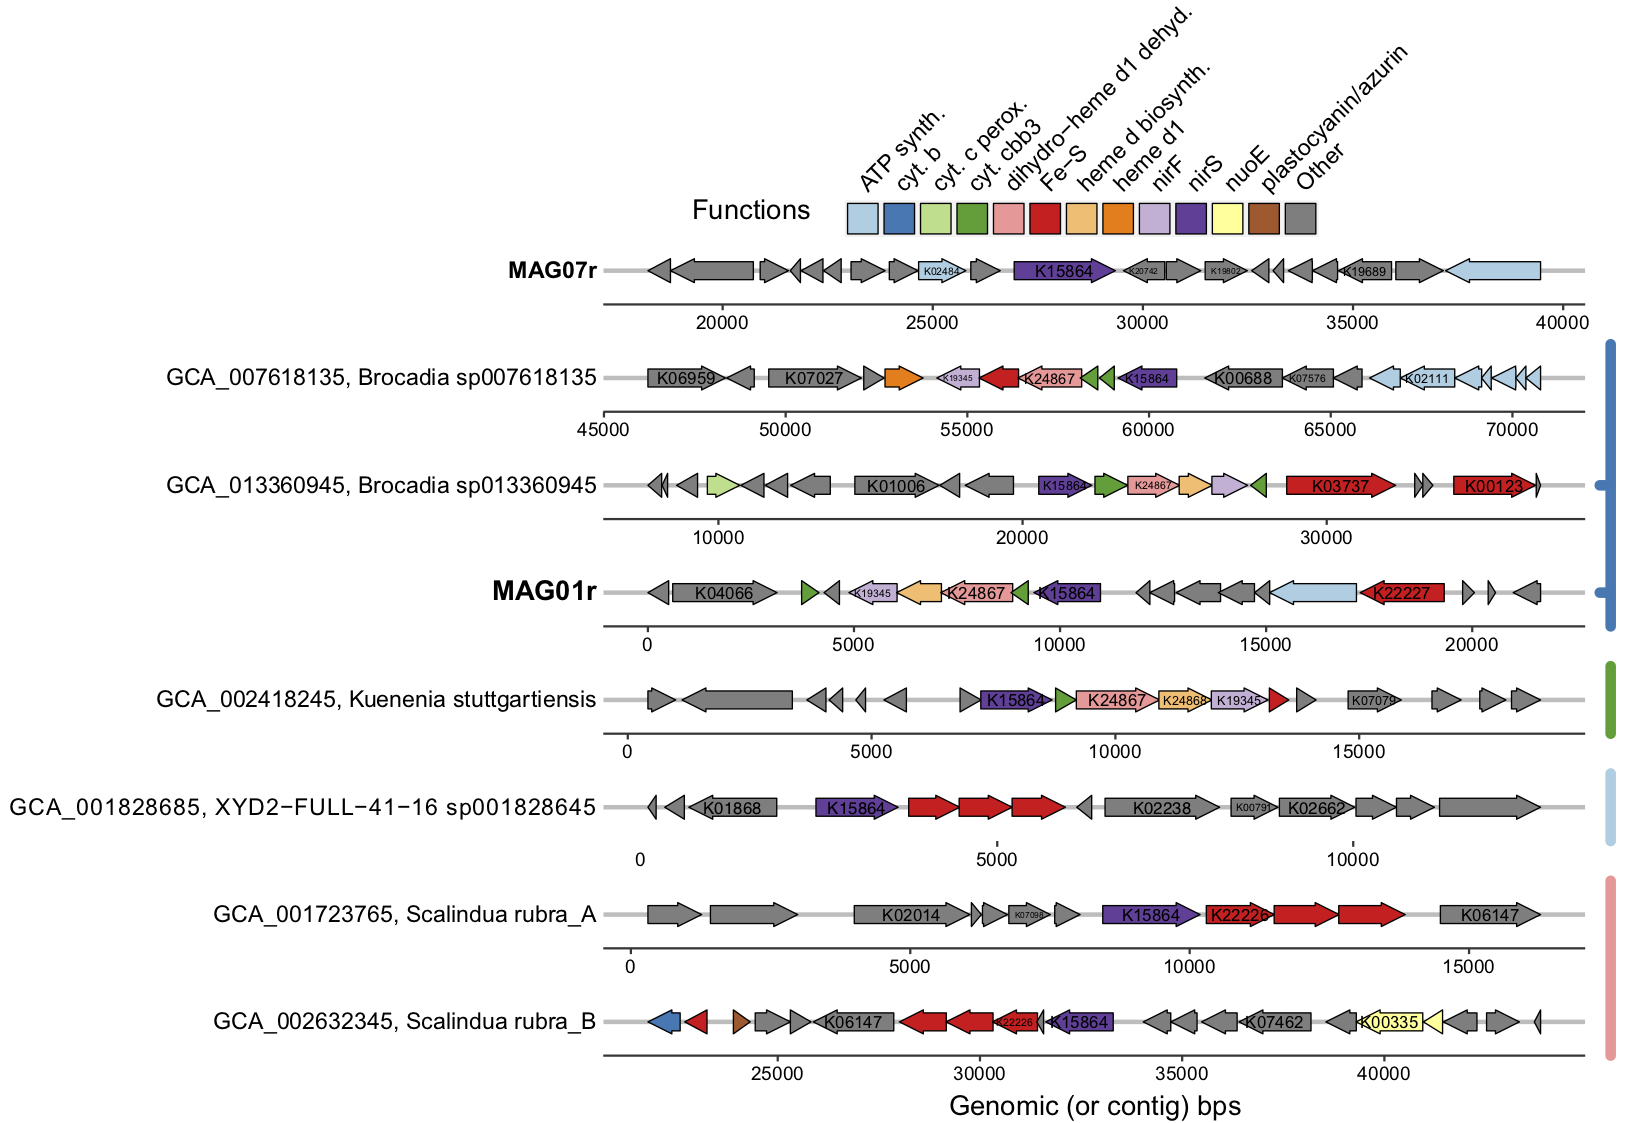 ATP synth.
cyt. b
cyt. c perox.
cyt. cbb3
dihydro−heme d1 dehyd.
Fe−S
heme d biosynth.
heme d1
nirF
nirS
nuoE
plastocyanin/azurin
Other
Functions
MAG07r
K02484 K15864 K20742 K19802 K19689
20000 25000 30000 35000 40000
GCA_007618135, Brocadia sp007618135
K06959 K07027 K19345 K24867 K15864 K00688 K07576 K02111
45000 50000 55000 60000 65000 70000
GCA_013360945, Brocadia sp013360945
K01006 K15864 K24867 K03737 K00123
10000 20000 30000
MAG01r
K04066 K19345 K24867 K15864 K22227
0 5000 10000 15000 20000
GCA_002418245, Kuenenia stuttgartiensis
K15864 K24867 K24868 K19345 K07079
0 5000 10000 15000
GCA_001828685, XYD2−FULL−41−16 sp001828645
K01868 K15864 K02238 K00791 K02662
0 5000 10000
GCA_001723765, Scalindua rubra_A
K02014 K07098 K15864 K22226 K06147
0 5000 10000 15000
GCA_002632345, Scalindua rubra_B
K06147 K22226 K15864 K07462 K00335
25000 30000 35000 40000
Genomic (or contig) bps